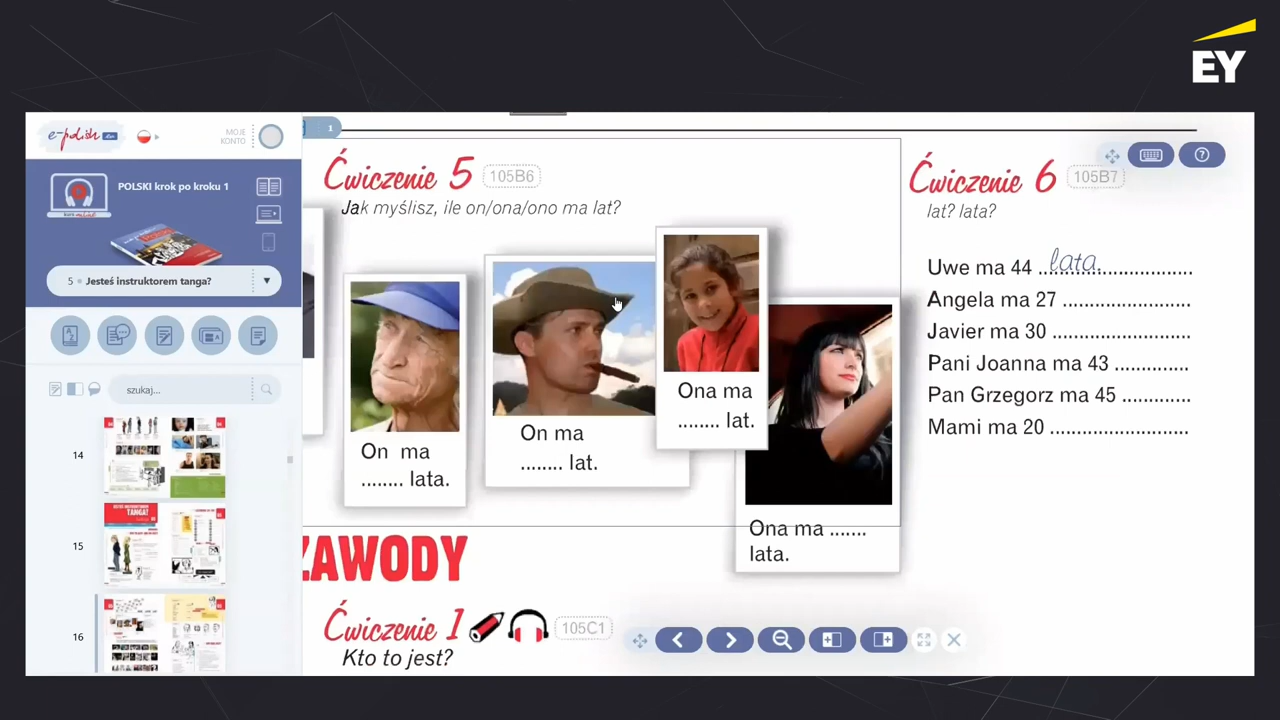 EY
e-polish
MOJE
KONTO
POLSKI krok po kroku 1
5 Jesteś instruktorem tanga?
szukaj...
14
TANGA!
15
16
1
Ćwiczenie 5 105B6
Jak myślisz, ile on/ona/ono ma lat?
On ma
........ lata.
On ma
........ lat.
Ona ma
........ lat.
Ona ma .......
lata.
ZAWODY
Ćwiczenie 1 105C1
Kto to jest?
Ćwiczenie 6 105B7
lat? lata?
Uwe ma 44 ...lata...........................
Angela ma 27 ........................
Javier ma 30 ..........................
Pani Joanna ma 43 ..............
Pan Grzegorz ma 45 .............
Mami ma 20 ..........................